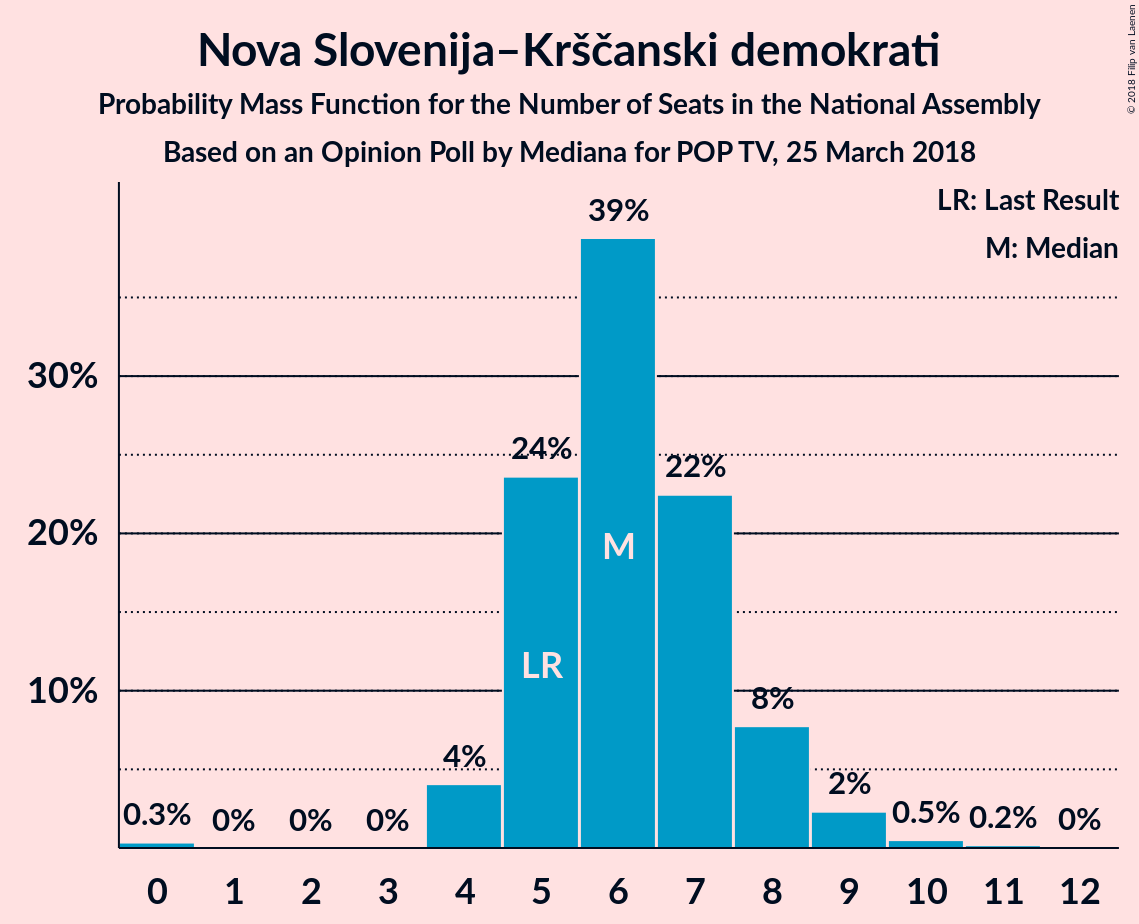 Nova Slovenija–Krščanski demokrati
Probability Mass Function for the Number of Seats in the National Assembly
Based on an Opinion Poll by Mediana for POP TV, 25 March 2018
© 2018 Filip van Laenen
LR: Last Result
M: Median
30%
20%
10%
0.3%
0%
0%
0%
4%
24%
39%
22%
8%
2%
0.5%
0.2%
0%
LR
M
0 1 2 3 4 5 6 7 8 9 10 11 12